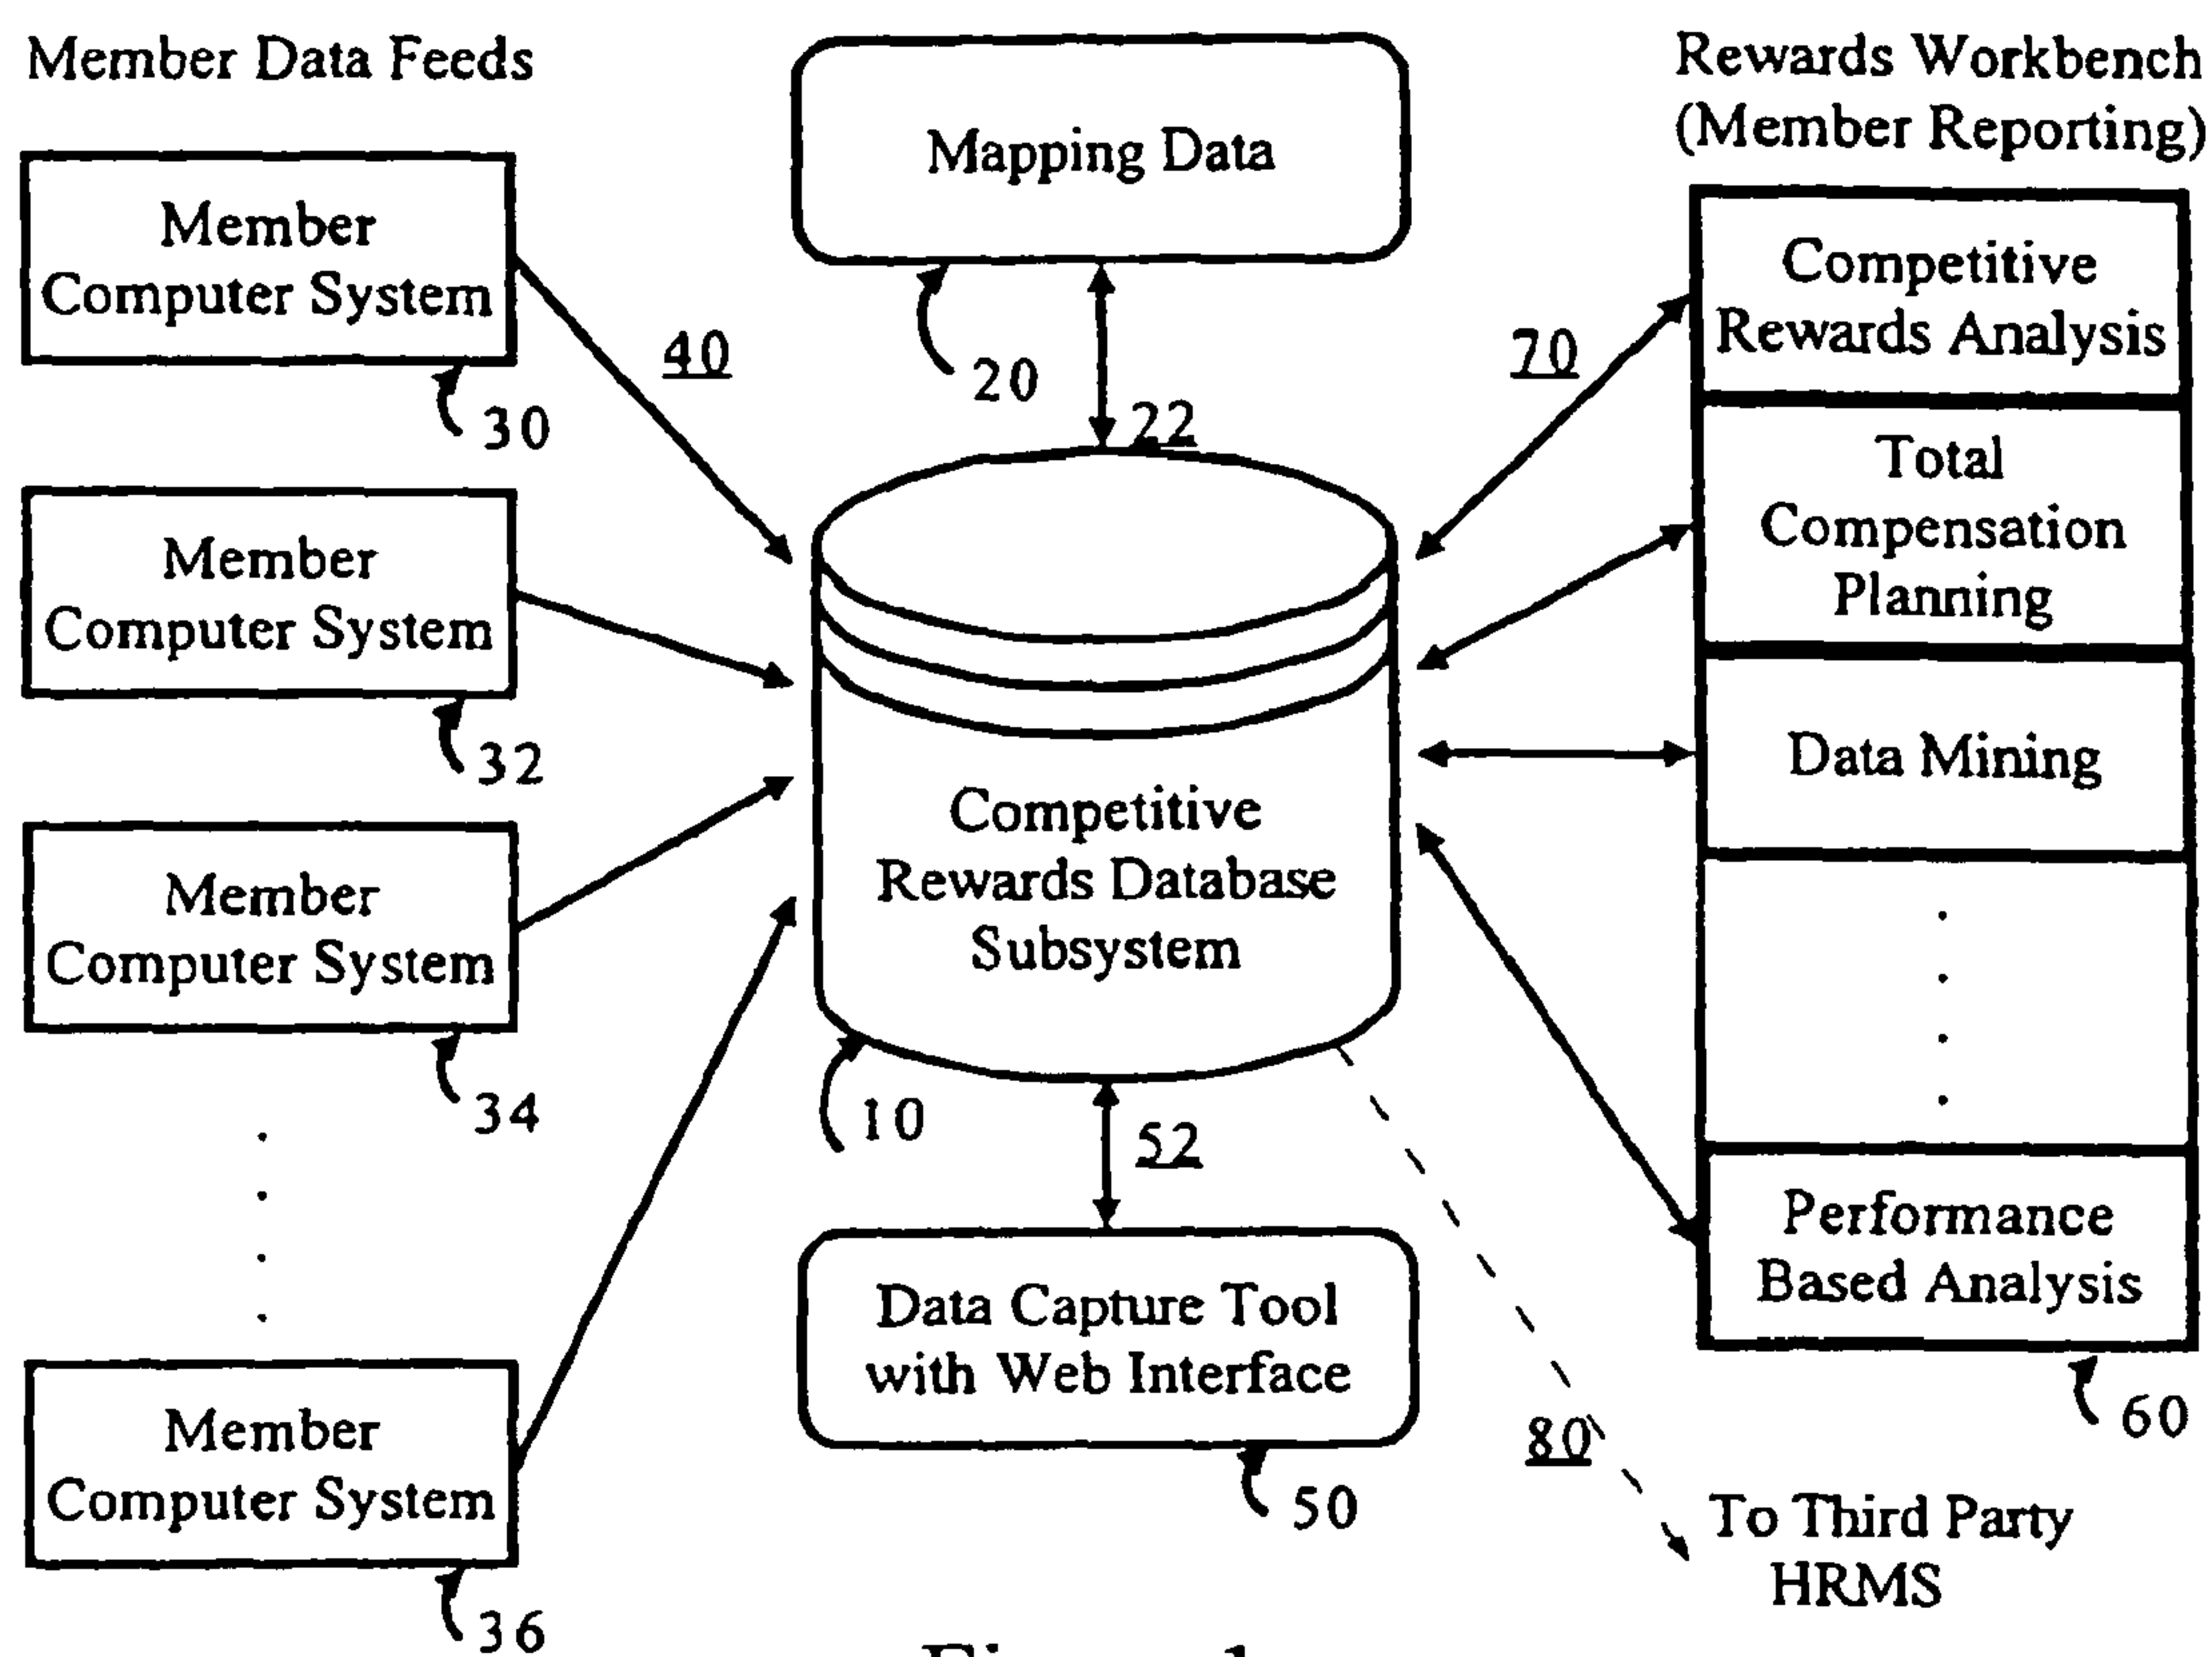 Member Data Feeds
Member
Computer System
30
Member
Computer System
32
Member
Computer System
34
Member
Computer System
36
40
Mapping Data
20
22
Competitive
Rewards Database
Subsystem
10
52
Data Capture Tool
with Web Interface
50
70
Rewards Workbench
(Member Reporting)
Competitive
Rewards Analysis
Total
Compensation
Planning
Data Mining
Performance
Based Analysis
60
80
To Third Party
HRMS